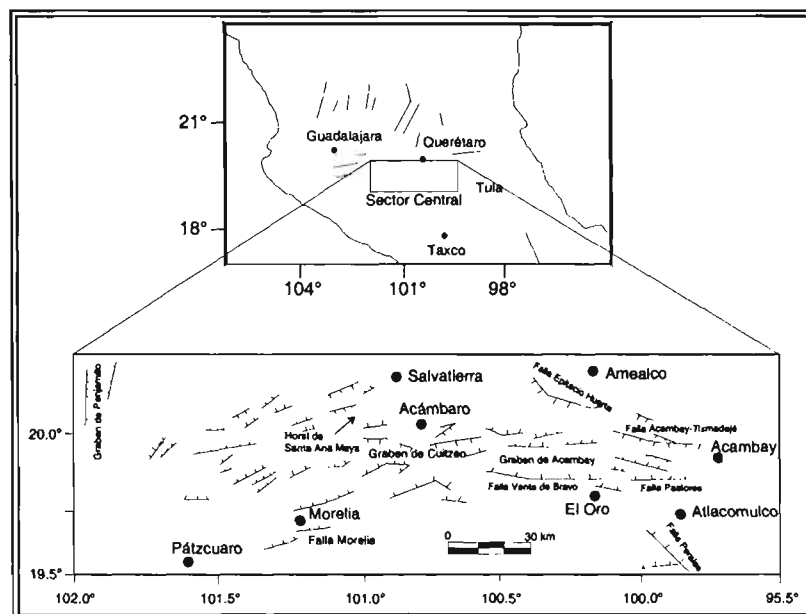 21°
Guadalajara
Querétaro
Tula
Sector Central
18°
Taxco
104° 101° 98°
Graben de Penjamillo
Salvatierra
Falla Epitacio Huerta
Amealco
Acámbaro
20.0°
Horst de
Santa Ana Maya
Falla Acambay-Tismadejé
Acambay
Graben de Cuitzeo
Graben de Acambay
Falla Venta de Bravo
Falla Pastores
El Oro
Atlacomulco
Morelia
Falla Morelia
0 30 km
Falla Perales
Pátzcuaro
19.5°
102.0° 101.5° 101.0° 100.5° 100.0° 95.5°